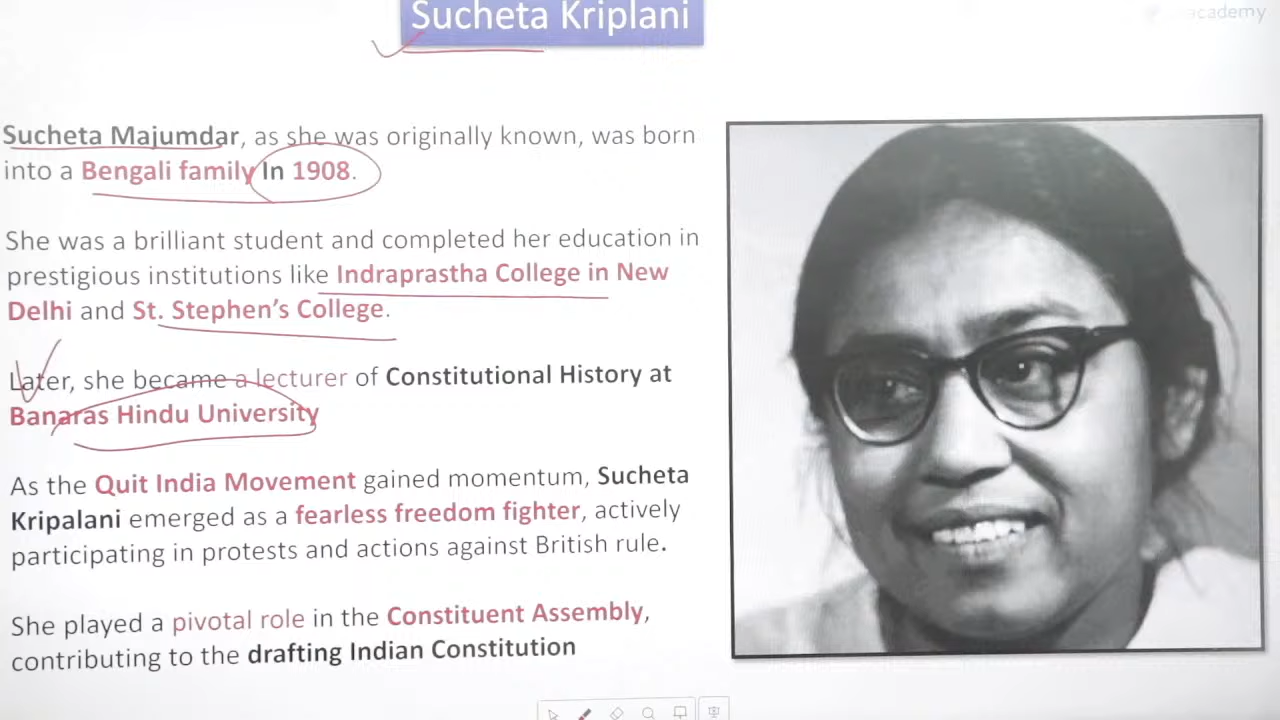 Sucheta Kriplani
academy
Sucheta Majumdar, as she was originally known, was born
into a Bengali family In 1908.
She was a brilliant student and completed her education in
prestigious institutions like Indraprastha College in New
Delhi and St. Stephen's College.
Later, she became a lecturer of Constitutional History at
Banaras Hindu University
As the Quit India Movement gained momentum, Sucheta
Kripalani emerged as a fearless freedom fighter, actively
participating in protests and actions against British rule.
She played a pivotal role in the Constituent Assembly,
contributing to the drafting Indian Constitution